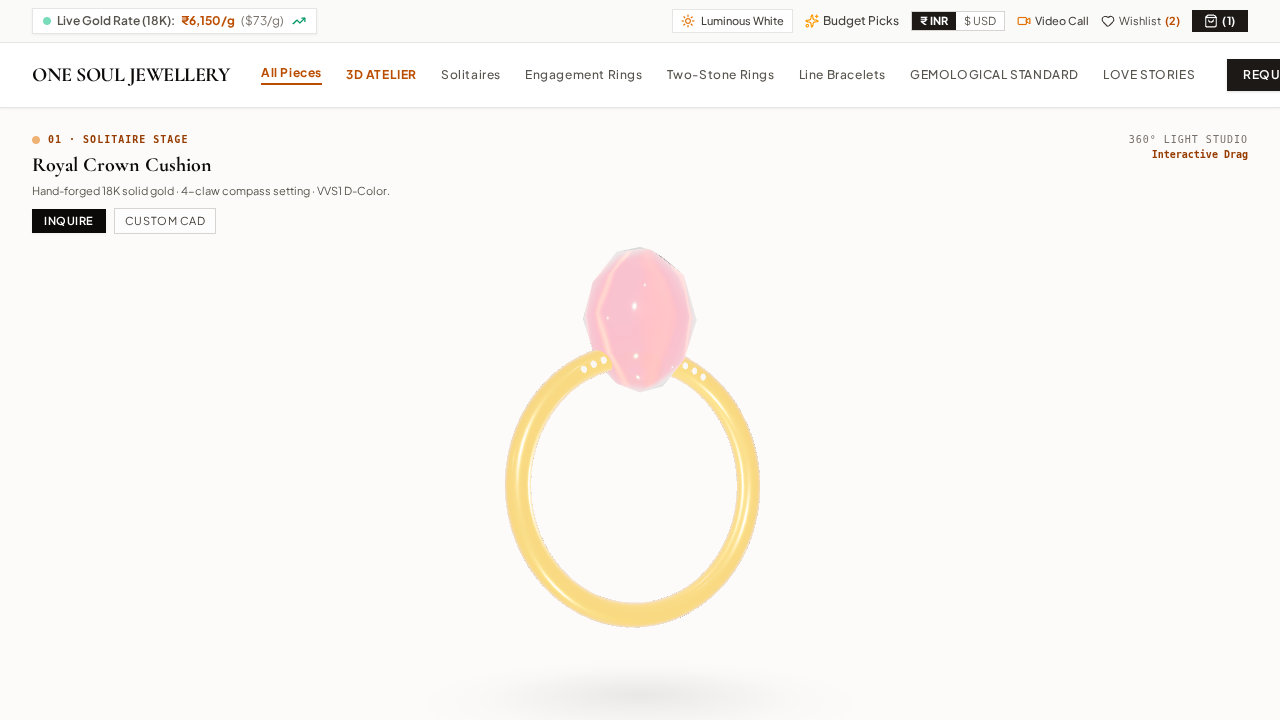 Live Gold Rate (18K): ₹6,150/g ($73/g)
Luminous White
Budget Picks
₹ INR $ USD
Video Call
Wishlist (2)
(1)
ONE SOUL JEWELLERY
All Pieces
3D ATELIER
Solitaires
Engagement Rings
Two-Stone Rings
Line Bracelets
GEMOLOGICAL STANDARD
LOVE STORIES
REQU
01 · SOLITAIRE STAGE
360° LIGHT STUDIO
Interactive Drag
Royal Crown Cushion
Hand-forged 18K solid gold · 4-claw compass setting · VVS1 D-Color.
INQUIRE
CUSTOM CAD